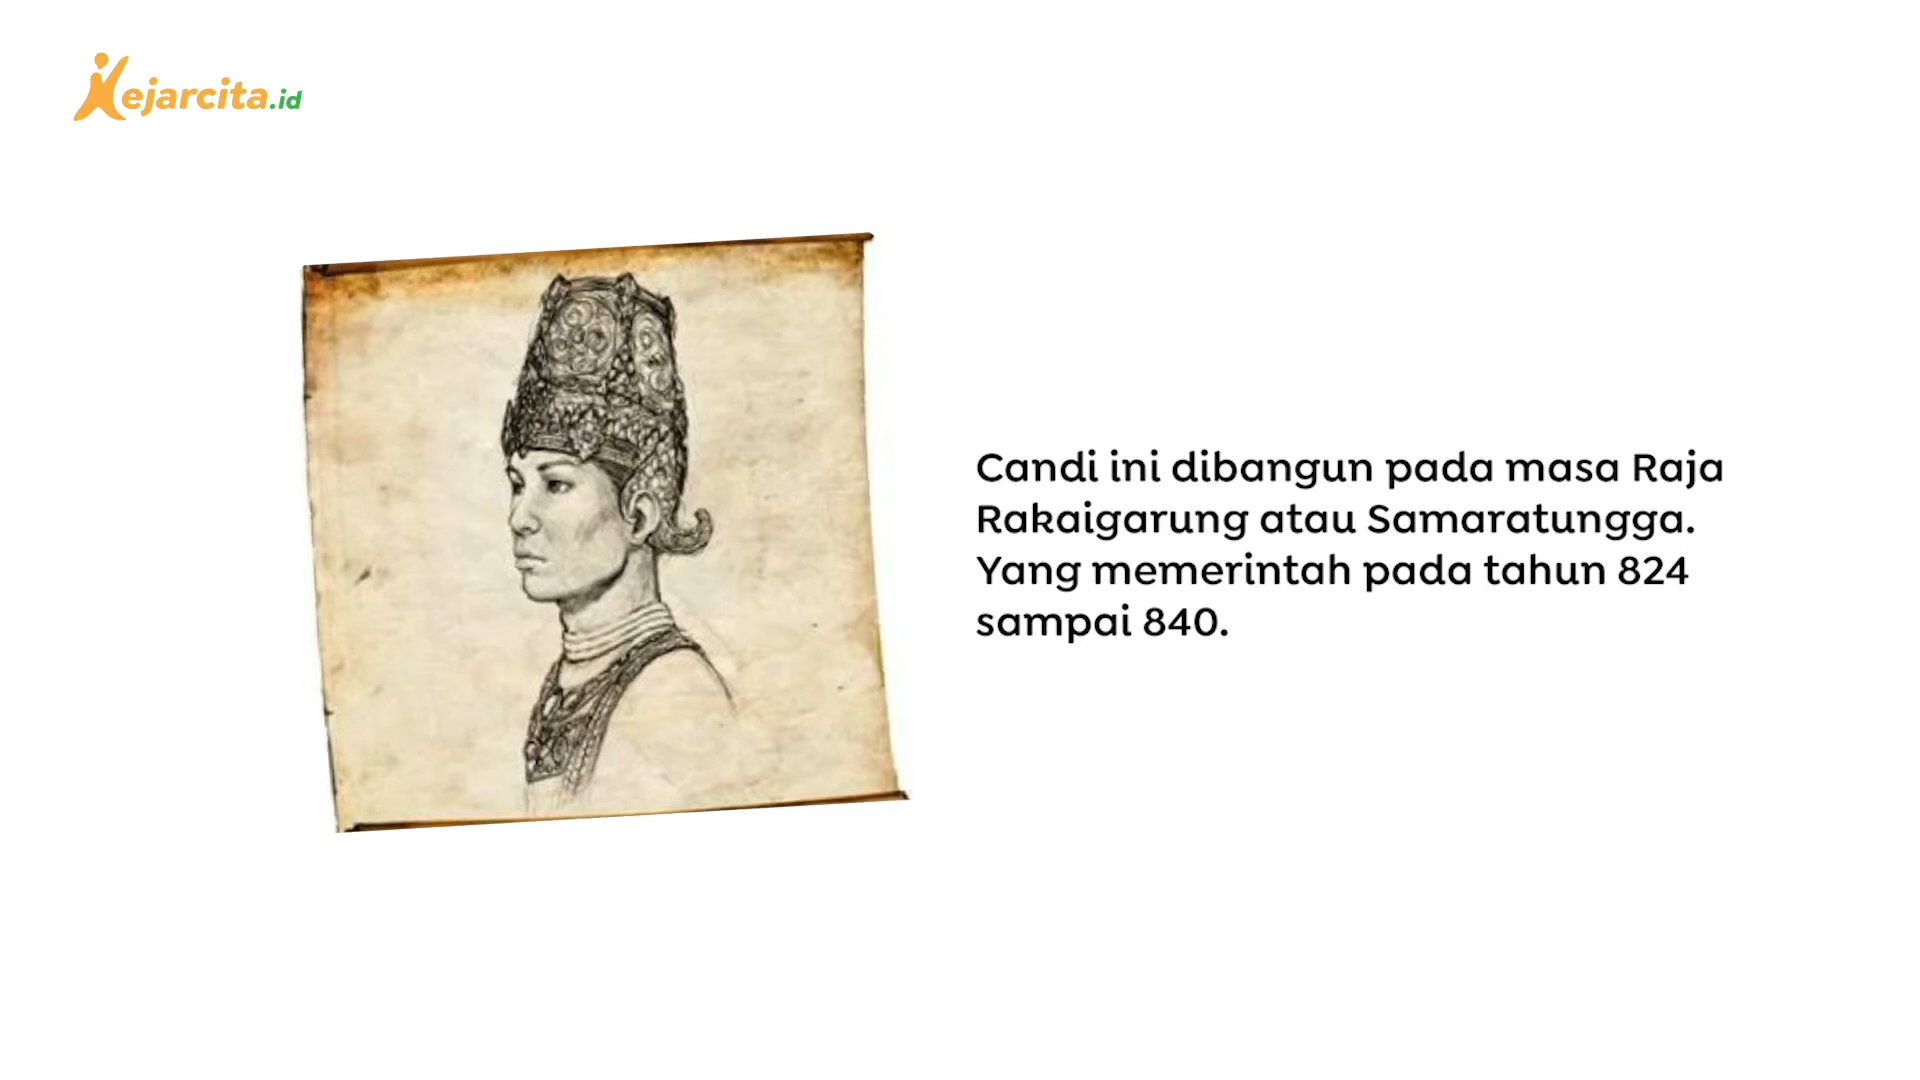 Kejarcita.id
Candi ini dibangun pada masa Raja
Rakaigarung atau Samaratungga.
Yang memerintah pada tahun 824
sampai 840.